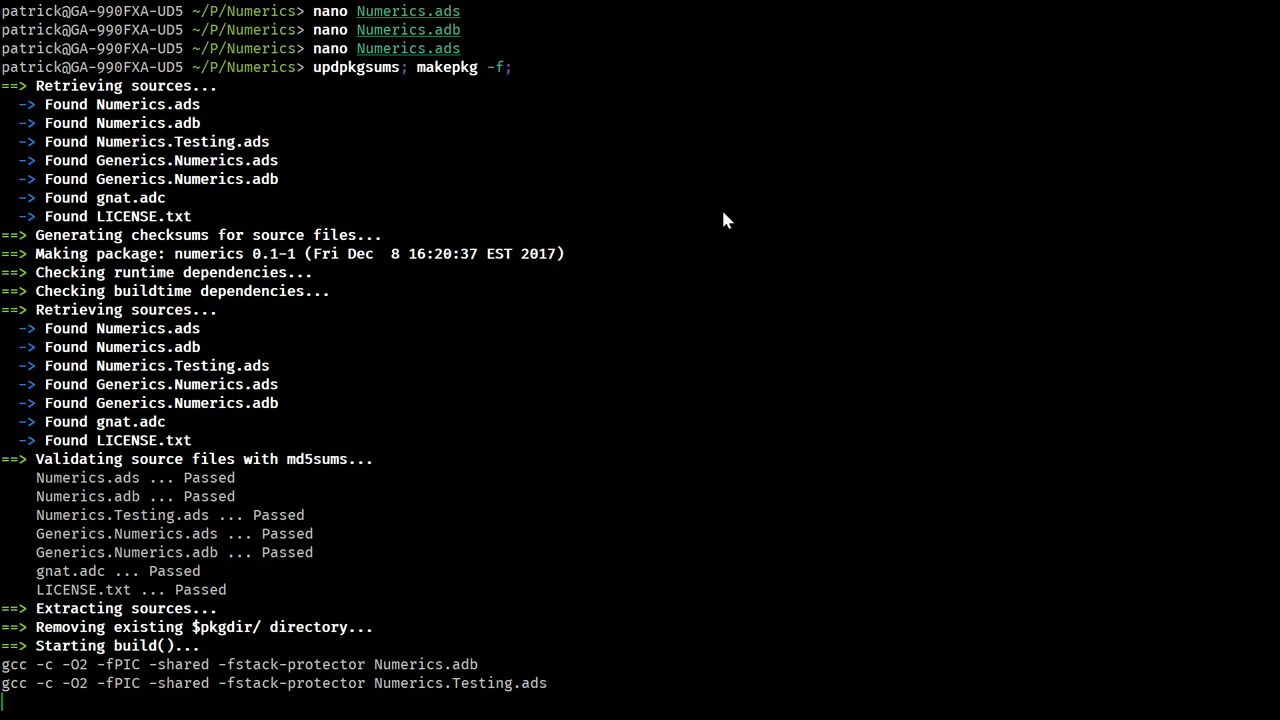 patrick@GA-990FXA-UD5 ~/P/Numerics> nano Numerics.ads
patrick@GA-990FXA-UD5 ~/P/Numerics> nano Numerics.adb
patrick@GA-990FXA-UD5 ~/P/Numerics> nano Numerics.ads
patrick@GA-990FXA-UD5 ~/P/Numerics> updpkgsums; makepkg -f;
==> Retrieving sources...
  -> Found Numerics.ads
  -> Found Numerics.adb
  -> Found Numerics.Testing.ads
  -> Found Generics.Numerics.ads
  -> Found Generics.Numerics.adb
  -> Found gnat.adc
  -> Found LICENSE.txt
==> Generating checksums for source files...
==> Making package: numerics 0.1-1 (Fri Dec  8 16:20:37 EST 2017)
==> Checking runtime dependencies...
==> Checking buildtime dependencies...
==> Retrieving sources...
  -> Found Numerics.ads
  -> Found Numerics.adb
  -> Found Numerics.Testing.ads
  -> Found Generics.Numerics.ads
  -> Found Generics.Numerics.adb
  -> Found gnat.adc
  -> Found LICENSE.txt
==> Validating source files with md5sums...
    Numerics.ads ... Passed
    Numerics.adb ... Passed
    Numerics.Testing.ads ... Passed
    Generics.Numerics.ads ... Passed
    Generics.Numerics.adb ... Passed
    gnat.adc ... Passed
    LICENSE.txt ... Passed
==> Extracting sources...
==> Removing existing $pkgdir/ directory...
==> Starting build()...
gcc -c -O2 -fPIC -shared -fstack-protector Numerics.adb
gcc -c -O2 -fPIC -shared -fstack-protector Numerics.Testing.ads